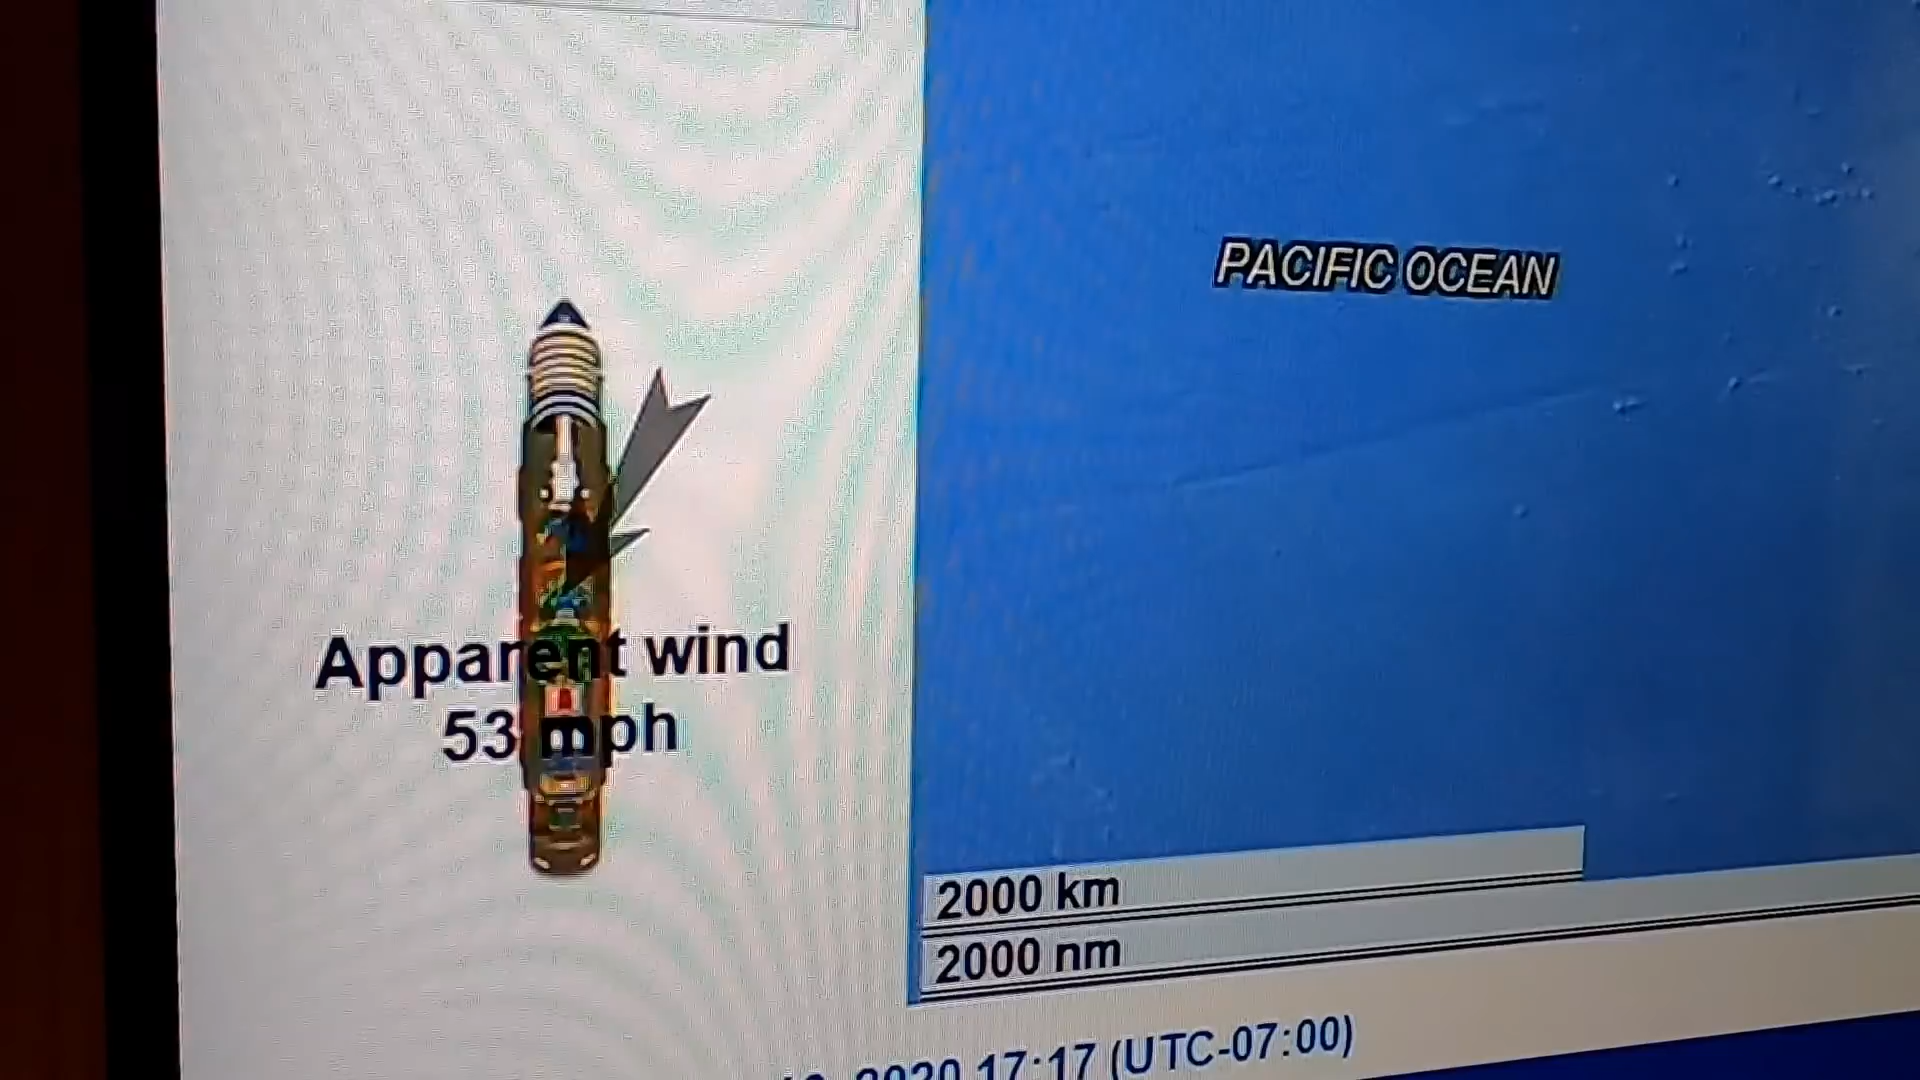 PACIFIC OCEAN
Apparent wind
53 mph
2000 km
2000 nm
2020 17:17 (UTC-07:00)